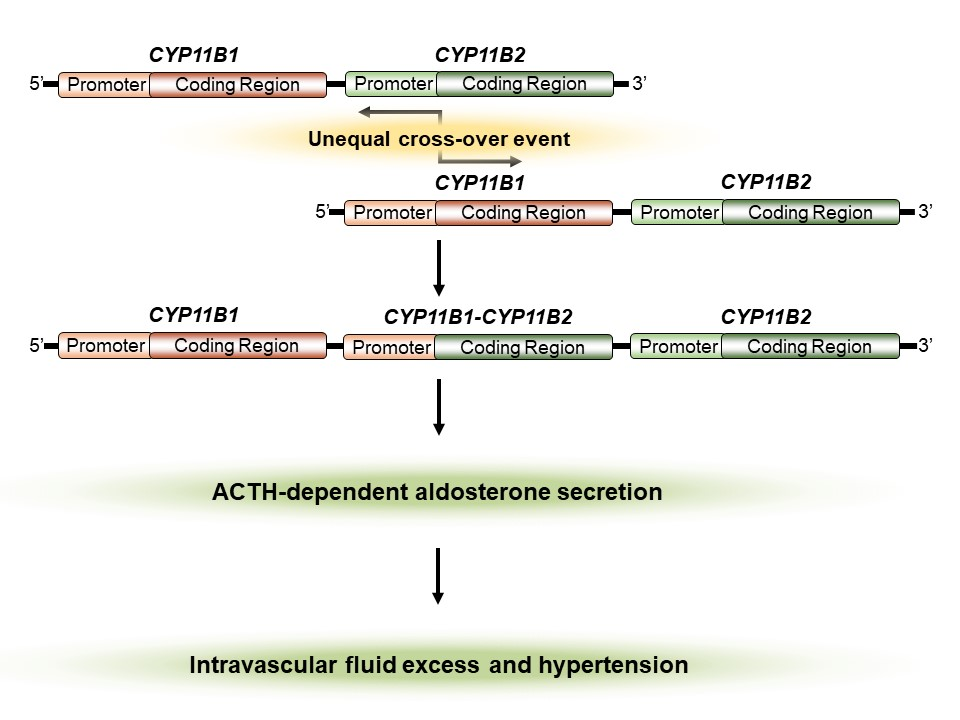 CYP11B1 CYP11B2
5’ Promoter Coding Region Promoter Coding Region 3’
Unequal cross-over event
CYP11B1 CYP11B2
5’ Promoter Coding Region Promoter Coding Region 3’
CYP11B1 CYP11B1-CYP11B2 CYP11B2
5’ Promoter Coding Region Promoter Coding Region Promoter Coding Region 3’
ACTH-dependent aldosterone secretion
Intravascular fluid excess and hypertension